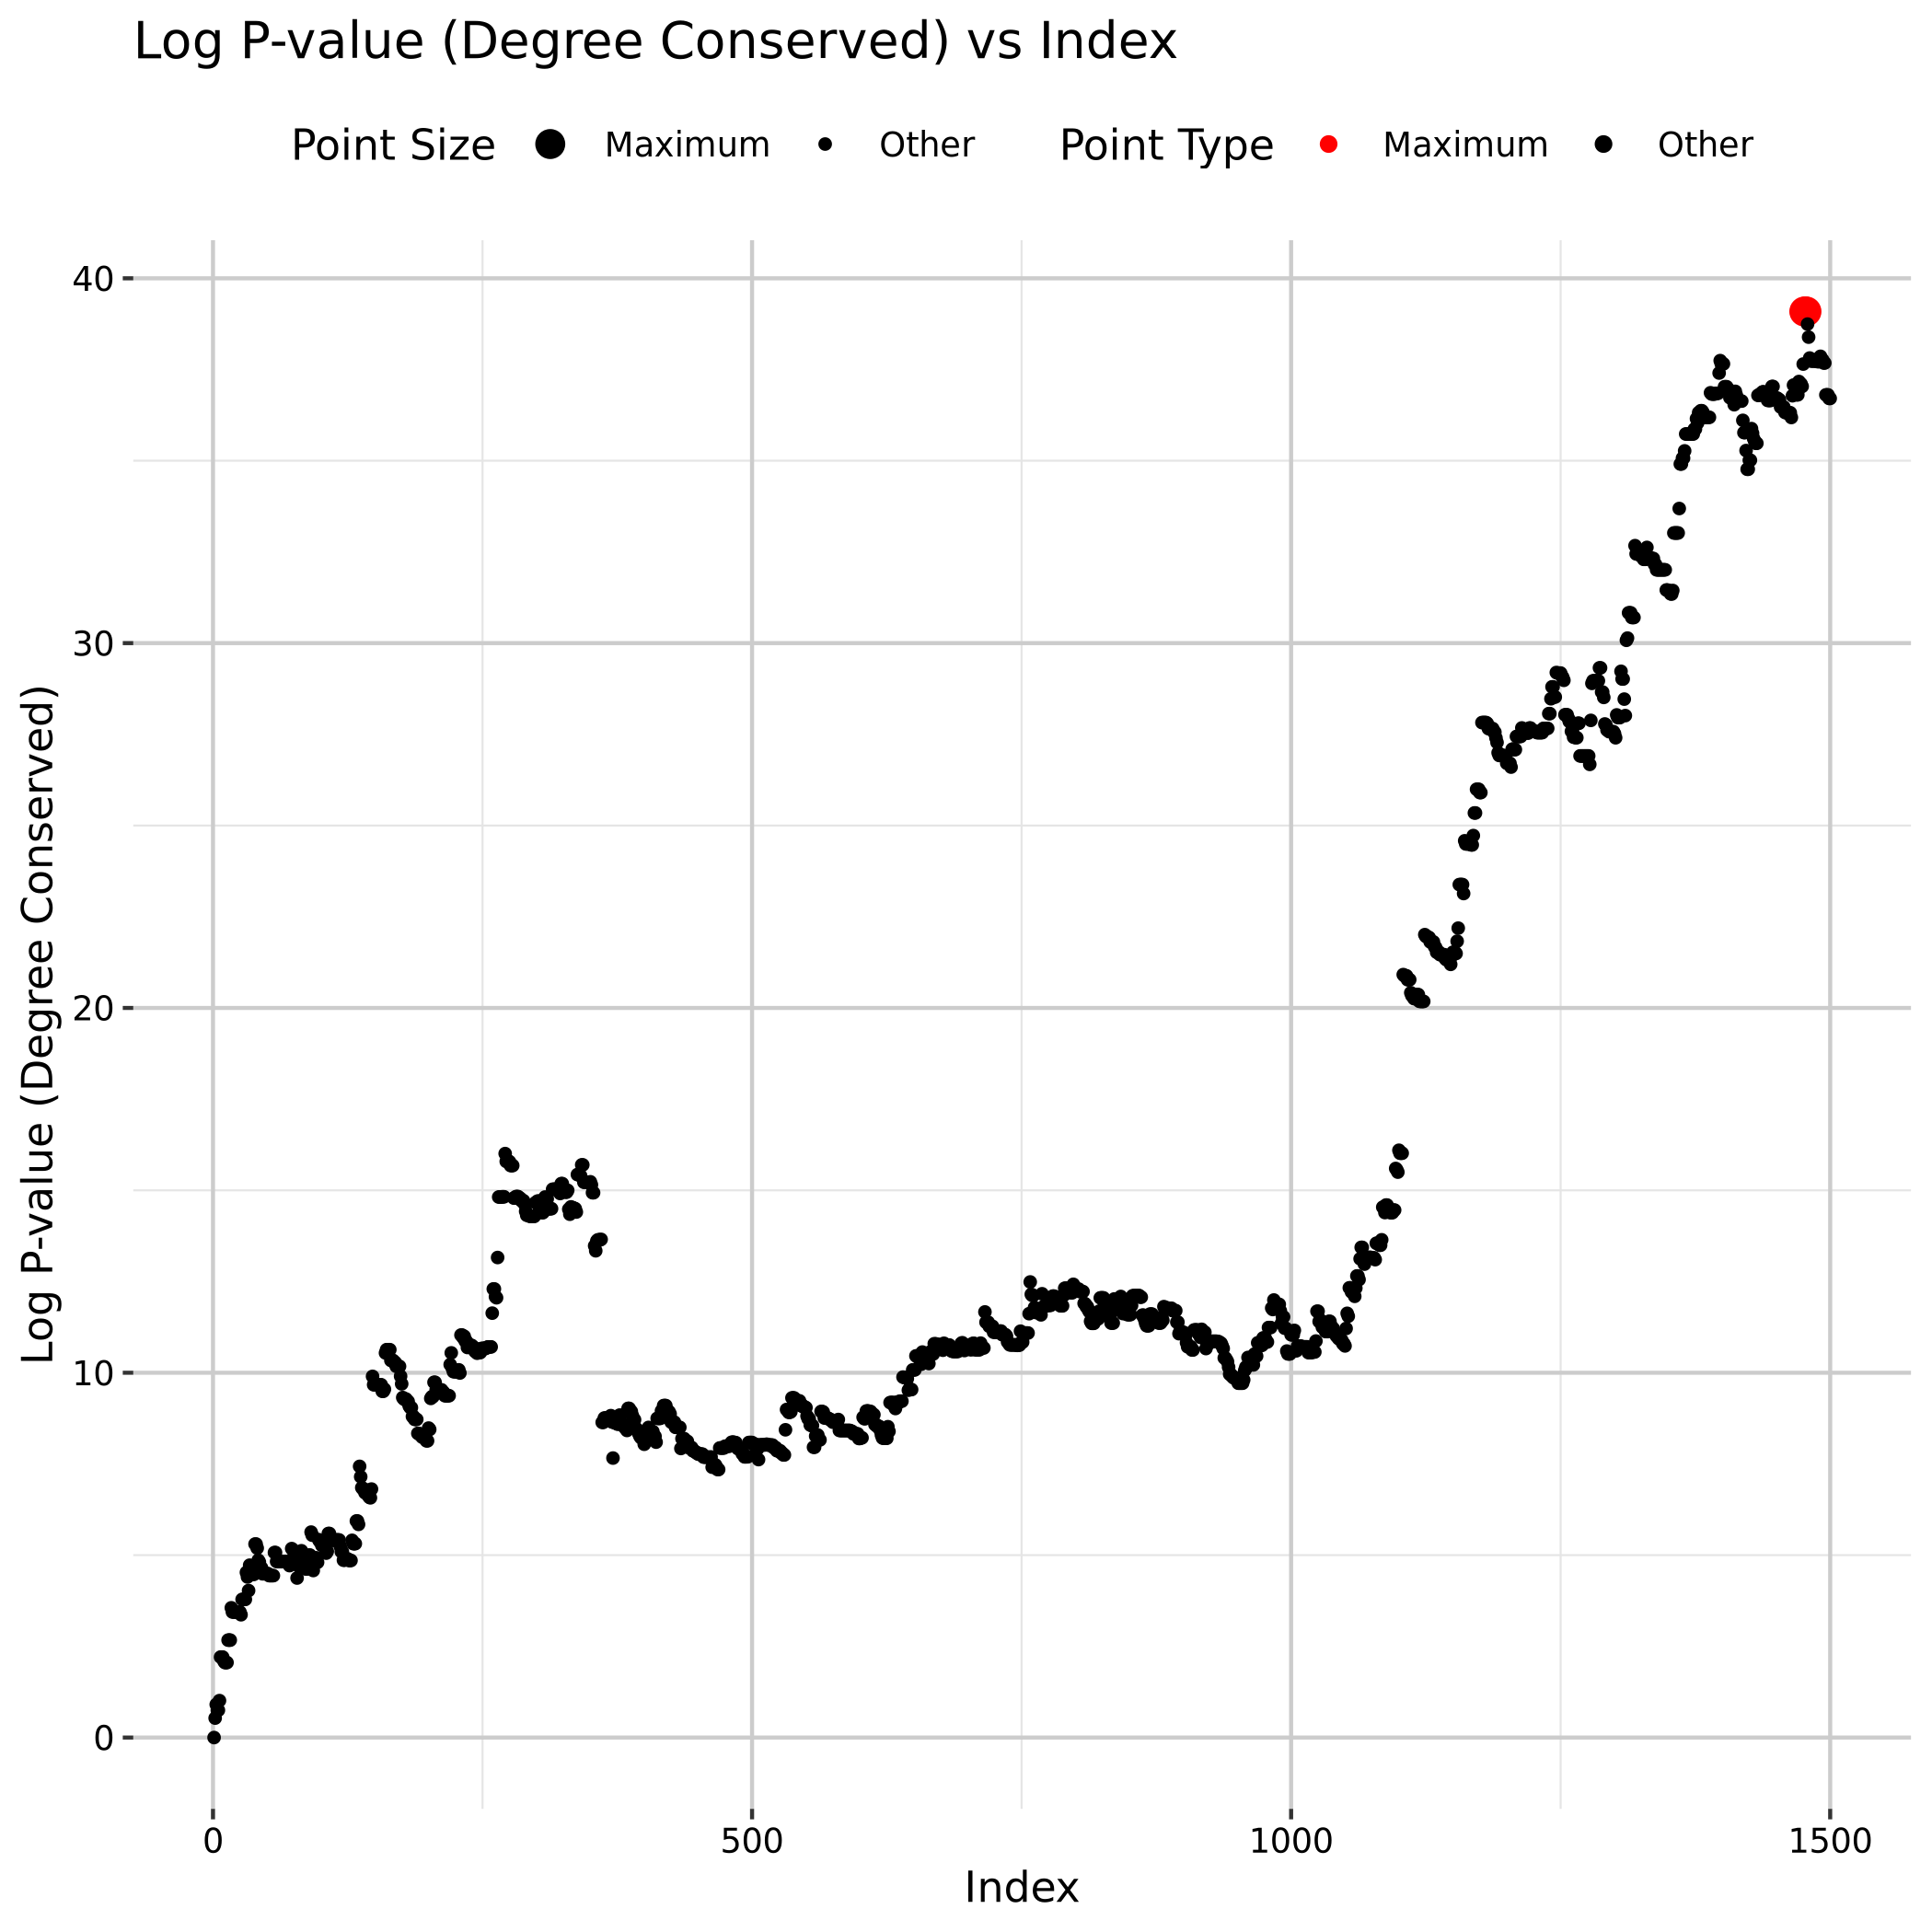 Log P-value (Degree Conserved) vs Index
Point Size Maximum Other Point Type Maximum Other
40
30
20
10
0
Log P-value (Degree Conserved)
0 500 1000 1500
Index